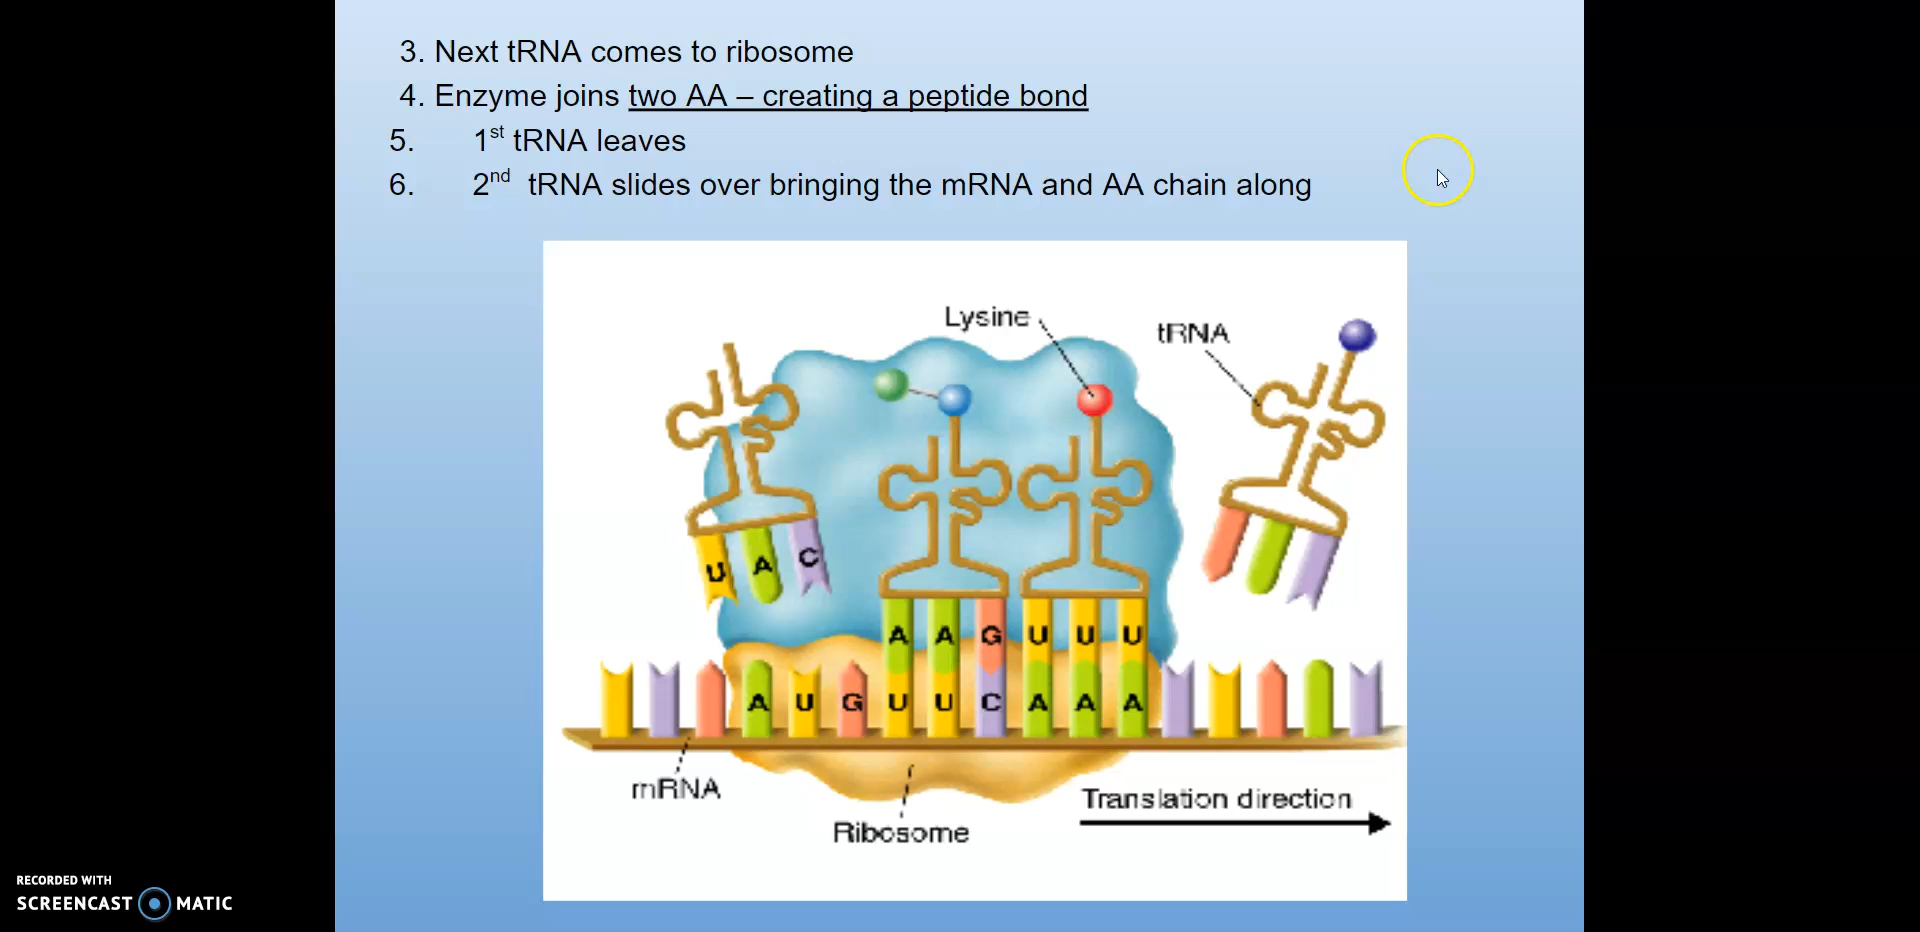 3. Next tRNA comes to ribosome
4. Enzyme joins two AA – creating a peptide bond
5. 1st tRNA leaves
6. 2nd tRNA slides over bringing the mRNA and AA chain along
Lysine
tRNA
U A C
A A G U U U
A U G U U C A A A
mRNA
Translation direction
Ribosome
RECORDED WITH
SCREENCAST MATIC